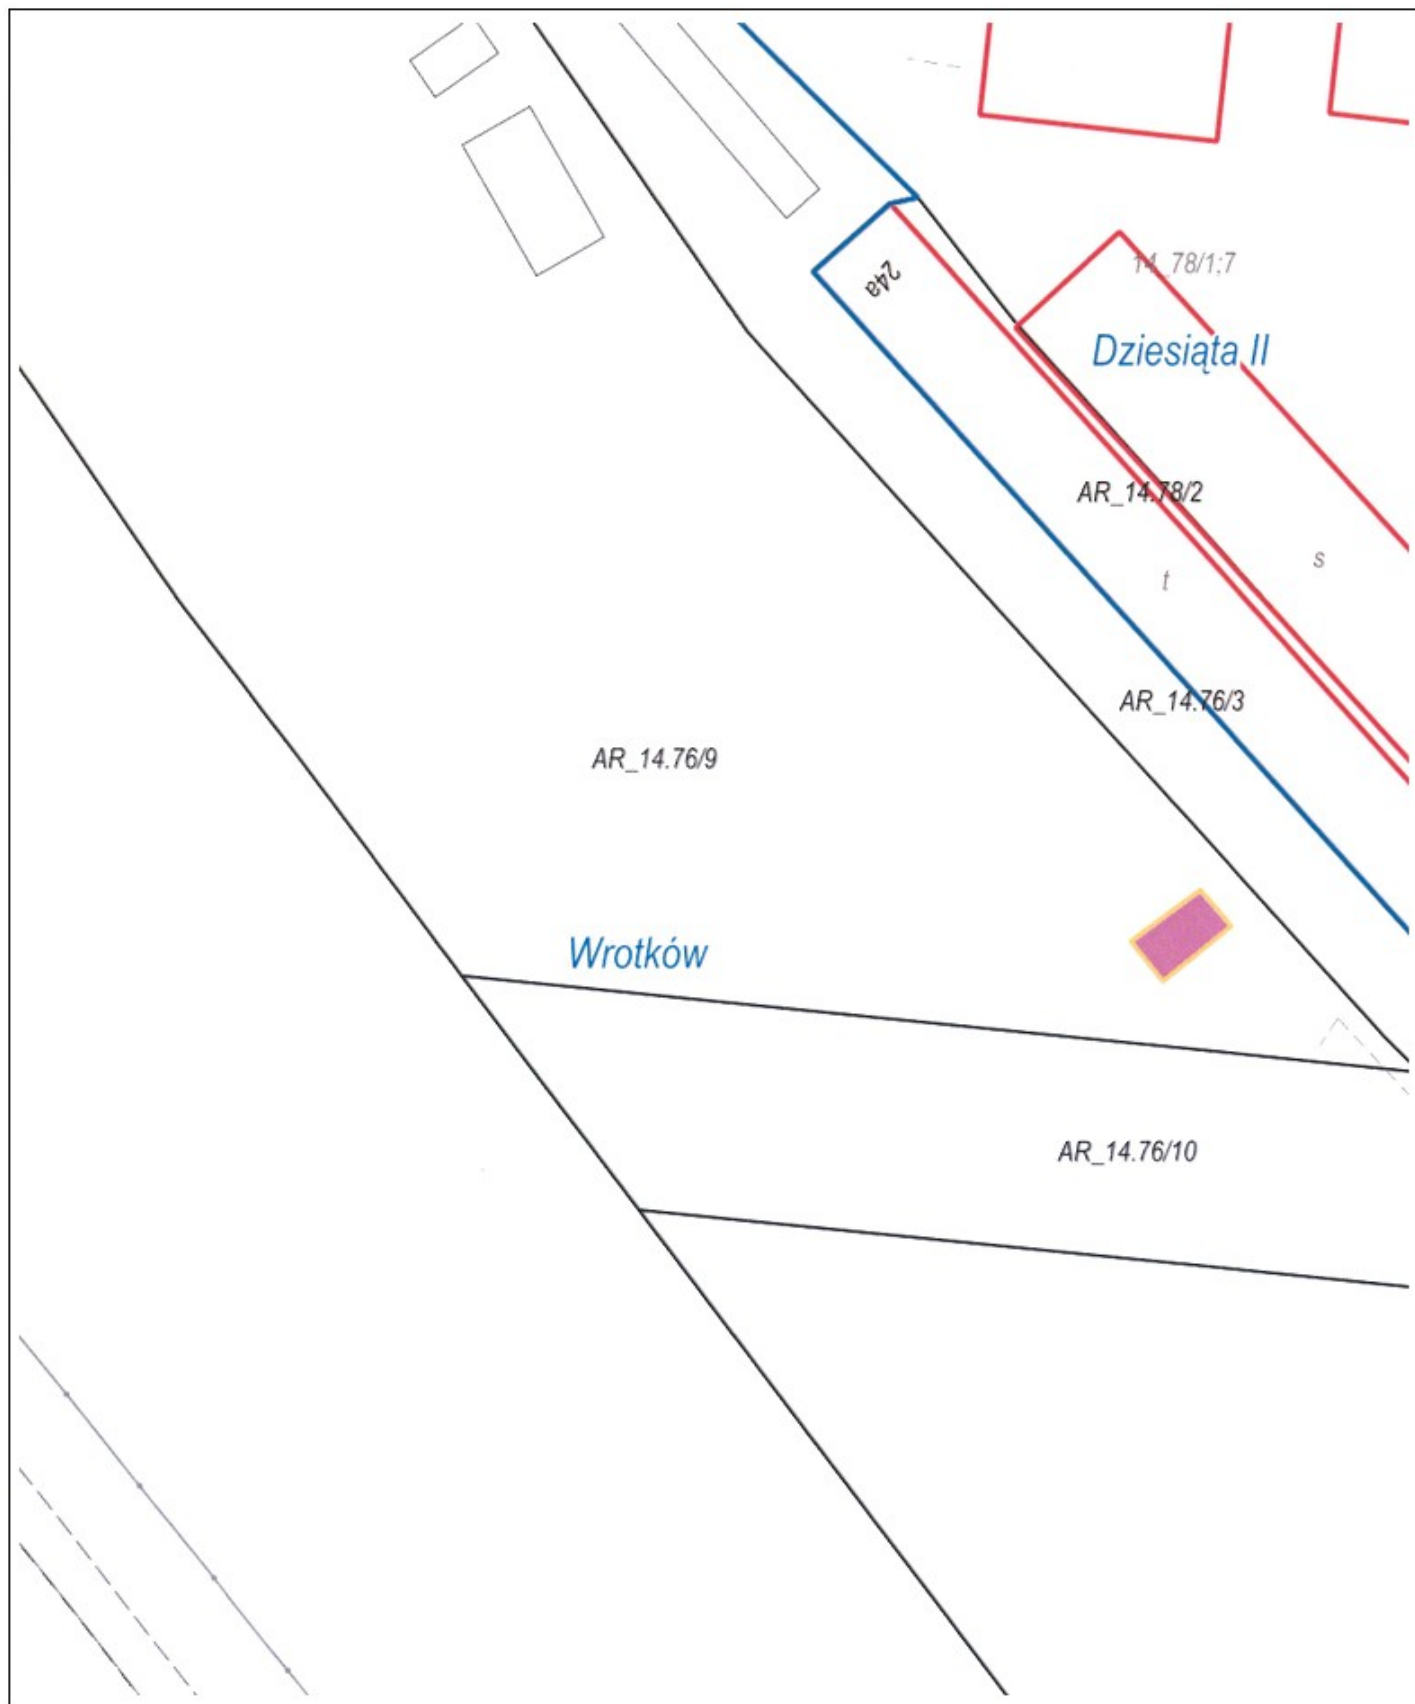 14_78/1;7
24a
Dziesiąta II
AR_14.78/2
s
t
AR_14.76/3
AR_14.76/9
Wrotków
AR_14.76/10